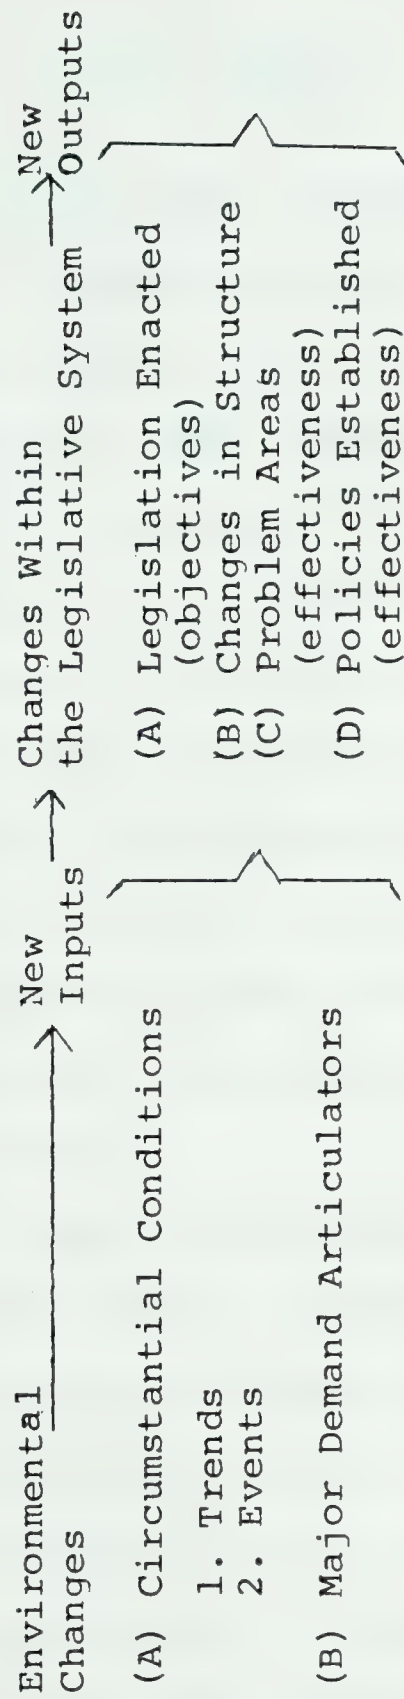 Environmental
Changes
New
Inputs
Changes Within
the Legislative System
New
Outputs
(A) Circumstantial Conditions
1. Trends
2. Events
(B) Major Demand Articulators
(A) Legislation Enacted
(objectives)
(B) Changes in Structure
(C) Problem Areas
(effectiveness)
(D) Policies Established
(effectiveness)